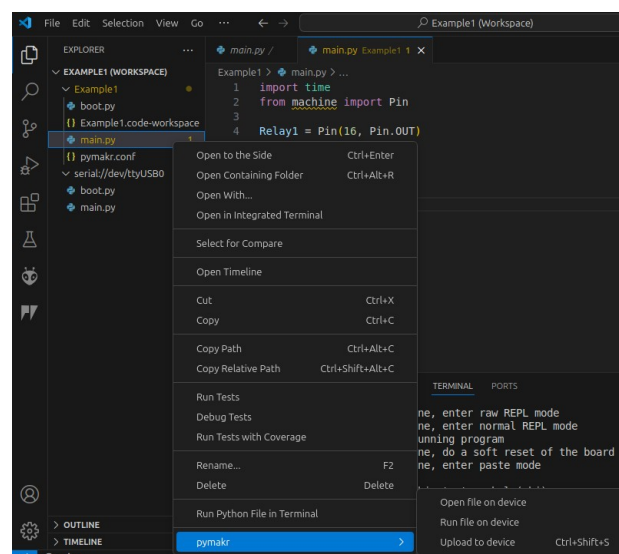 File Edit Selection View Go ... Example1 (Workspace)
EXPLORER ...
EXAMPLE1 (WORKSPACE)
Example1
boot.py
Example1.code-workspace
main.py 1
pymakr.conf
serial://dev/ttyUSB0
boot.py
main.py
OUTLINE
TIMELINE
main.py /
main.py Example1 1
Example1 > main.py > ...
1 import time
2 from machine import Pin
3
4 Relay1 = Pin(16, Pin.OUT)
Open to the Side Ctrl+Enter
Open Containing Folder Ctrl+Alt+R
Open With...
Open in Integrated Terminal
Select for Compare
Open Timeline
Cut Ctrl+X
Copy Ctrl+C
Copy Path Ctrl+Alt+C
Copy Relative Path Ctrl+Shift+Alt+C
Run Tests
Debug Tests
Run Tests with Coverage
Rename... F2
Delete Delete
Run Python File in Terminal
pymakr
TERMINAL PORTS
ne, enter raw REPL mode
ne, enter normal REPL mode
unning program
ne, do a soft reset of the board
ne, enter paste mode
Open file on device
Run file on device
Upload to device Ctrl+Shift+S